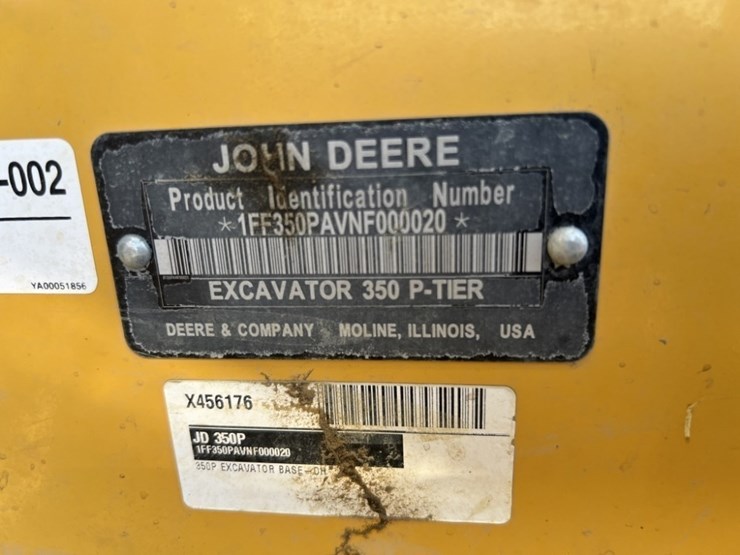 -002
YA00051856
JOHN DEERE
Product Identification Number
*1FF350PAVNF000020*
EXCAVATOR 350 P-TIER
DEERE & COMPANY MOLINE, ILLINOIS, USA
X456176
JD 350P
1FF350PAVNF000020
350P EXCAVATOR BASE